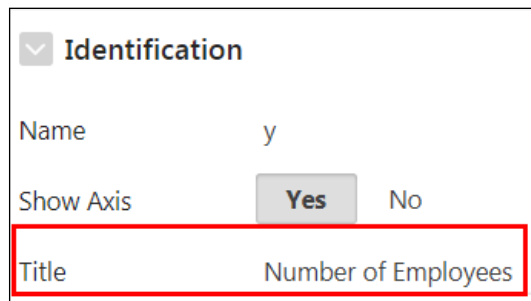 Identification
Name y
Show Axis Yes No
Title Number of Employees